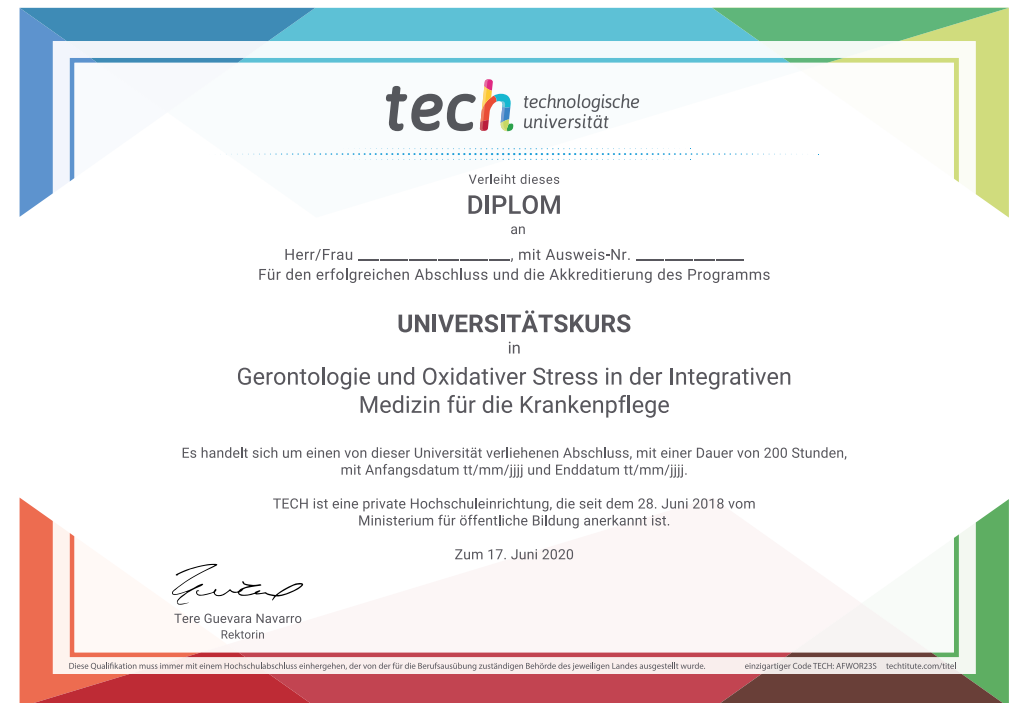 tech technologische
universität
Verleiht dieses
DIPLOM
an
Herr/Frau ____________________, mit Ausweis-Nr. ______________
Für den erfolgreichen Abschluss und die Akkreditierung des Programms
UNIVERSITÄTSKURS
in
Gerontologie und Oxidativer Stress in der Integrativen
Medizin für die Krankenpflege
Es handelt sich um einen von dieser Universität verliehenen Abschluss, mit einer Dauer von 200 Stunden,
mit Anfangsdatum tt/mm/jjjj und Enddatum tt/mm/jjjj.
TECH ist eine private Hochschuleinrichtung, die seit dem 28. Juni 2018 vom
Ministerium für öffentliche Bildung anerkannt ist.
Zum 17. Juni 2020
Tere Guevara Navarro
Rektorin
Diese Qualifikation muss immer mit einem Hochschulabschluss einhergehen, der von der für die Berufsausübung zuständigen Behörde des jeweiligen Landes ausgestellt wurde. einzigartiger Code TECH: AFWOR23S techtitute.com/titel